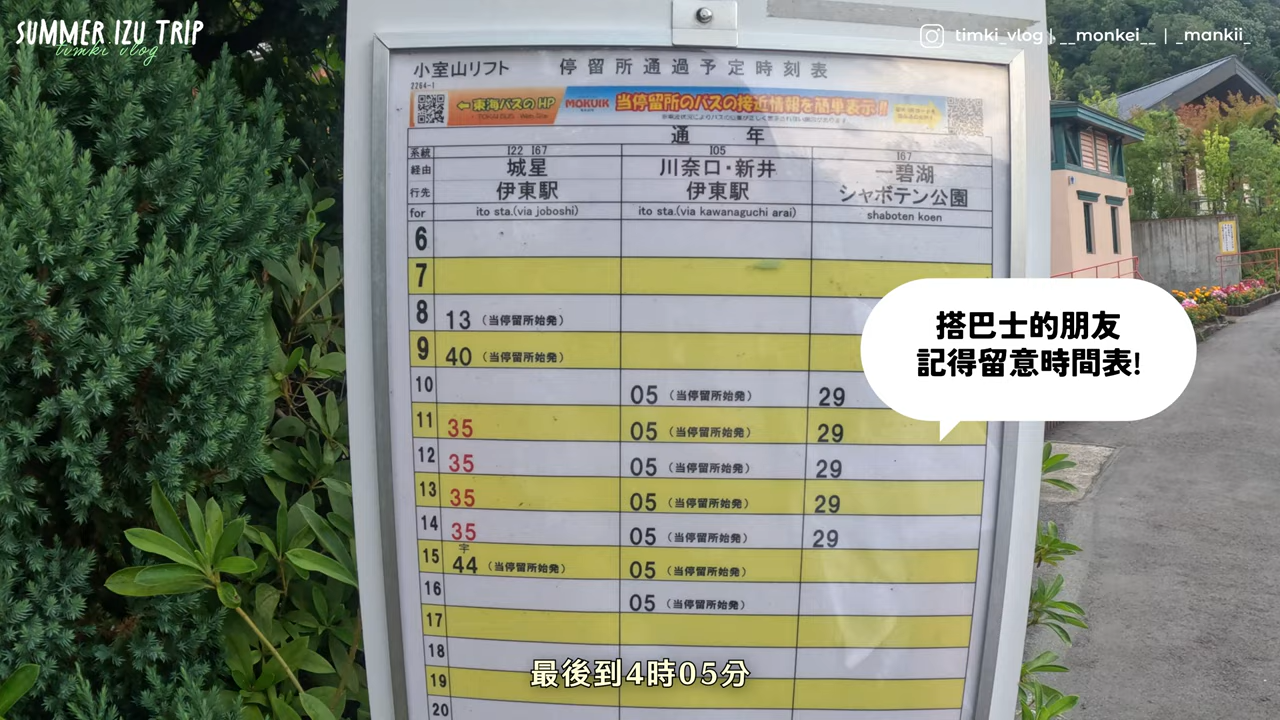 SUMMER IZU TRIP
timki vlog
timki_vlog | __monkei__ | _mankii_
小室山リフト 停留所通過予定時刻表
2264-1
← 東海バスのHP MOKUIK 当停留所のバスの接近情報を簡単表示!!
通 年
系統 122 167 105 167
経由 城星 川奈口・新井 一碧湖
行先 伊東駅 伊東駅 シャボテン公園
for ito sta.(via joboshi) ito sta.(via kawanaguchi arai) shaboten koen
6
7
8 13 (当停留所始発)
9 40 (当停留所始発)
10 05 (当停留所始発) 29
11 35 05 (当停留所始発) 29
12 35 05 (当停留所始発) 29
13 35 05 (当停留所始発) 29
14 35 05 (当停留所始発) 29
宇
15 44 (当停留所始発) 05 (当停留所始発)
16 05 (当停留所始発)
17
18
19
20
搭巴士的朋友
記得留意時間表!
最後到4時05分